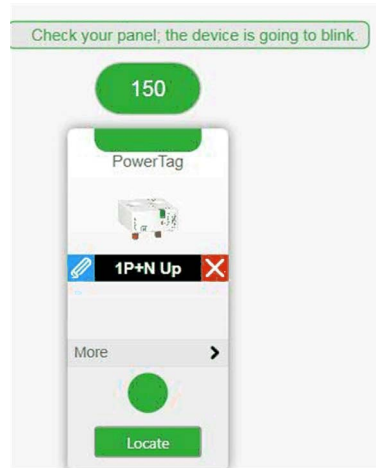 Check your panel; the device is going to blink.
150
PowerTag
1P+N Up
More
Locate